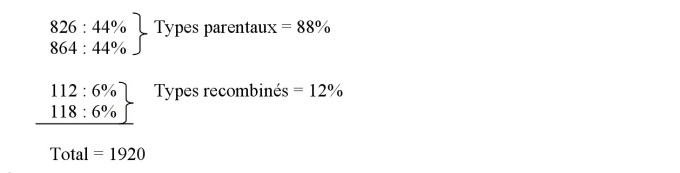 826 : 44% Types parentaux = 88%
864 : 44%
112 : 6% Types recombinés = 12%
118 : 6%
Total = 1920